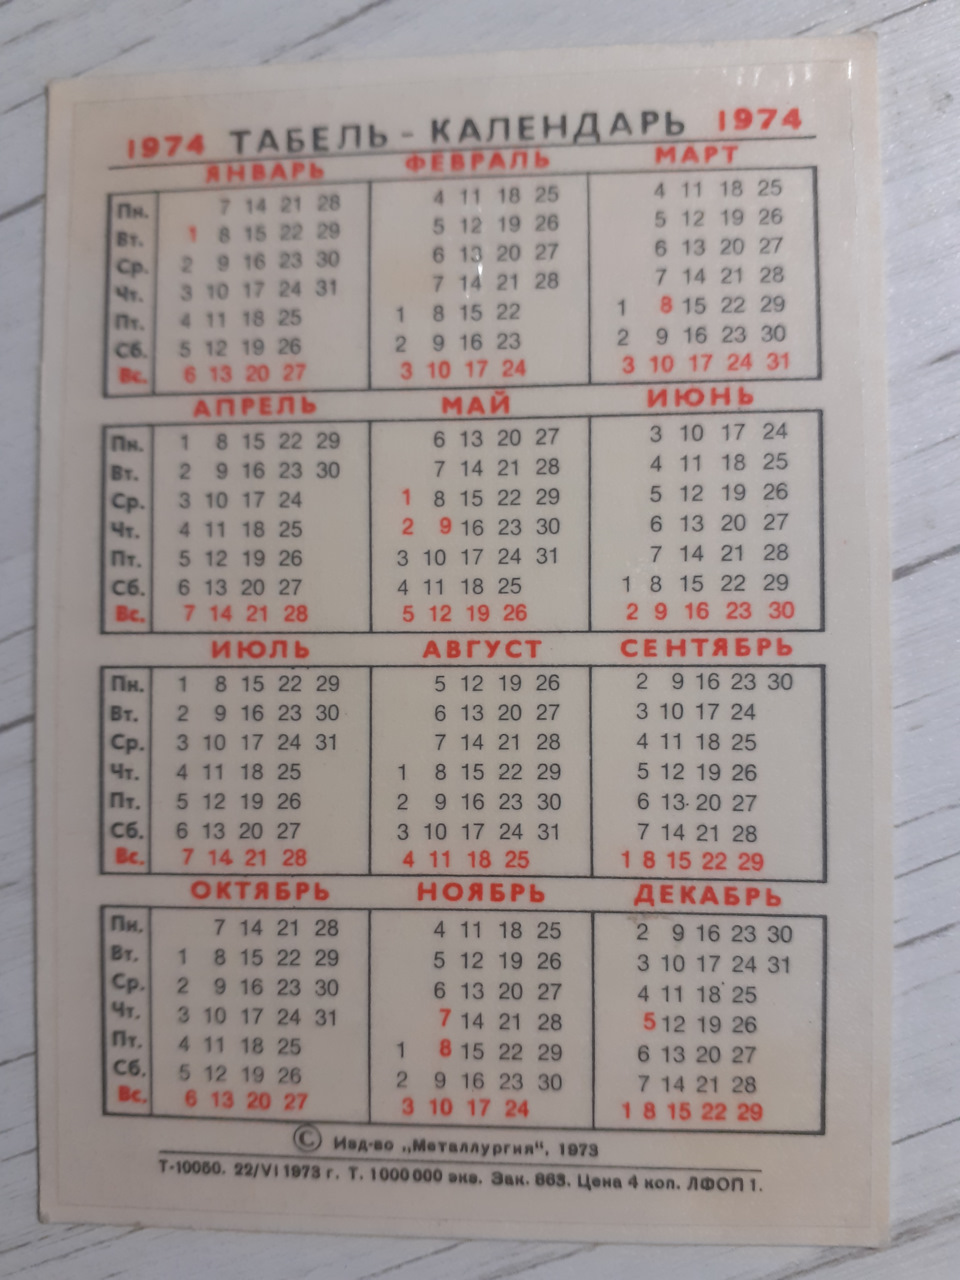 1974 ТАБЕЛЬ - КАЛЕНДАРЬ 1974
ЯНВАРЬ ФЕВРАЛЬ МАРТ
Пн. 7 14 21 28 4 11 18 25 4 11 18 25
Вт. 1 8 15 22 29 5 12 19 26 5 12 19 26
Ср. 2 9 16 23 30 6 13 20 27 6 13 20 27
Чт. 3 10 17 24 31 7 14 21 28 7 14 21 28
Пт. 4 11 18 25 1 8 15 22 1 8 15 22 29
Сб. 5 12 19 26 2 9 16 23 2 9 16 23 30
Вс. 6 13 20 27 3 10 17 24 3 10 17 24 31
АПРЕЛЬ МАЙ ИЮНЬ
Пн. 1 8 15 22 29 6 13 20 27 3 10 17 24
Вт. 2 9 16 23 30 7 14 21 28 4 11 18 25
Ср. 3 10 17 24 1 8 15 22 29 5 12 19 26
Чт. 4 11 18 25 2 9 16 23 30 6 13 20 27
Пт. 5 12 19 26 3 10 17 24 31 7 14 21 28
Сб. 6 13 20 27 4 11 18 25 1 8 15 22 29
Вс. 7 14 21 28 5 12 19 26 2 9 16 23 30
ИЮЛЬ АВГУСТ СЕНТЯБРЬ
Пн. 1 8 15 22 29 5 12 19 26 2 9 16 23 30
Вт. 2 9 16 23 30 6 13 20 27 3 10 17 24
Ср. 3 10 17 24 31 7 14 21 28 4 11 18 25
Чт. 4 11 18 25 1 8 15 22 29 5 12 19 26
Пт. 5 12 19 26 2 9 16 23 30 6 13 20 27
Сб. 6 13 20 27 3 10 17 24 31 7 14 21 28
Вс. 7 14 21 28 4 11 18 25 1 8 15 22 29
ОКТЯБРЬ НОЯБРЬ ДЕКАБРЬ
Пн. 7 14 21 28 4 11 18 25 2 9 16 23 30
Вт. 1 8 15 22 29 5 12 19 26 3 10 17 24 31
Ср. 2 9 16 23 30 6 13 20 27 4 11 18 25
Чт. 3 10 17 24 31 7 14 21 28 5 12 19 26
Пт. 4 11 18 25 1 8 15 22 29 6 13 20 27
Сб. 5 12 19 26 2 9 16 23 30 7 14 21 28
Вс. 6 13 20 27 3 10 17 24 1 8 15 22 29
© Изд-во „Металлургия“, 1973
Т-10050. 22/VI 1973 г. Т. 1000 000 экз. Зак. 863. Цена 4 коп. ЛФОП 1.